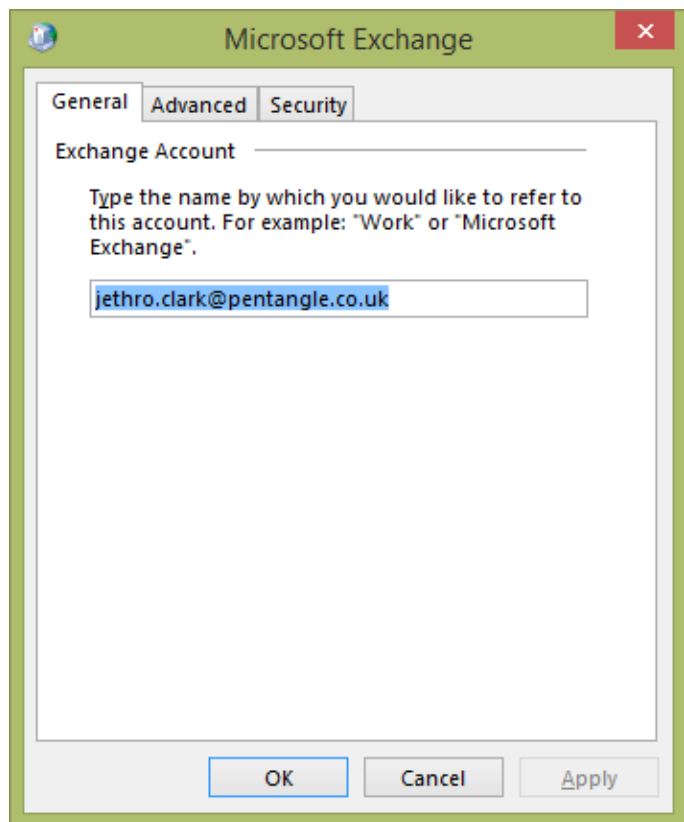 Microsoft Exchange
General Advanced Security
Exchange Account
Type the name by which you would like to refer to
this account. For example: "Work" or "Microsoft
Exchange".
jethro.clark@pentangle.co.uk
OK Cancel Apply